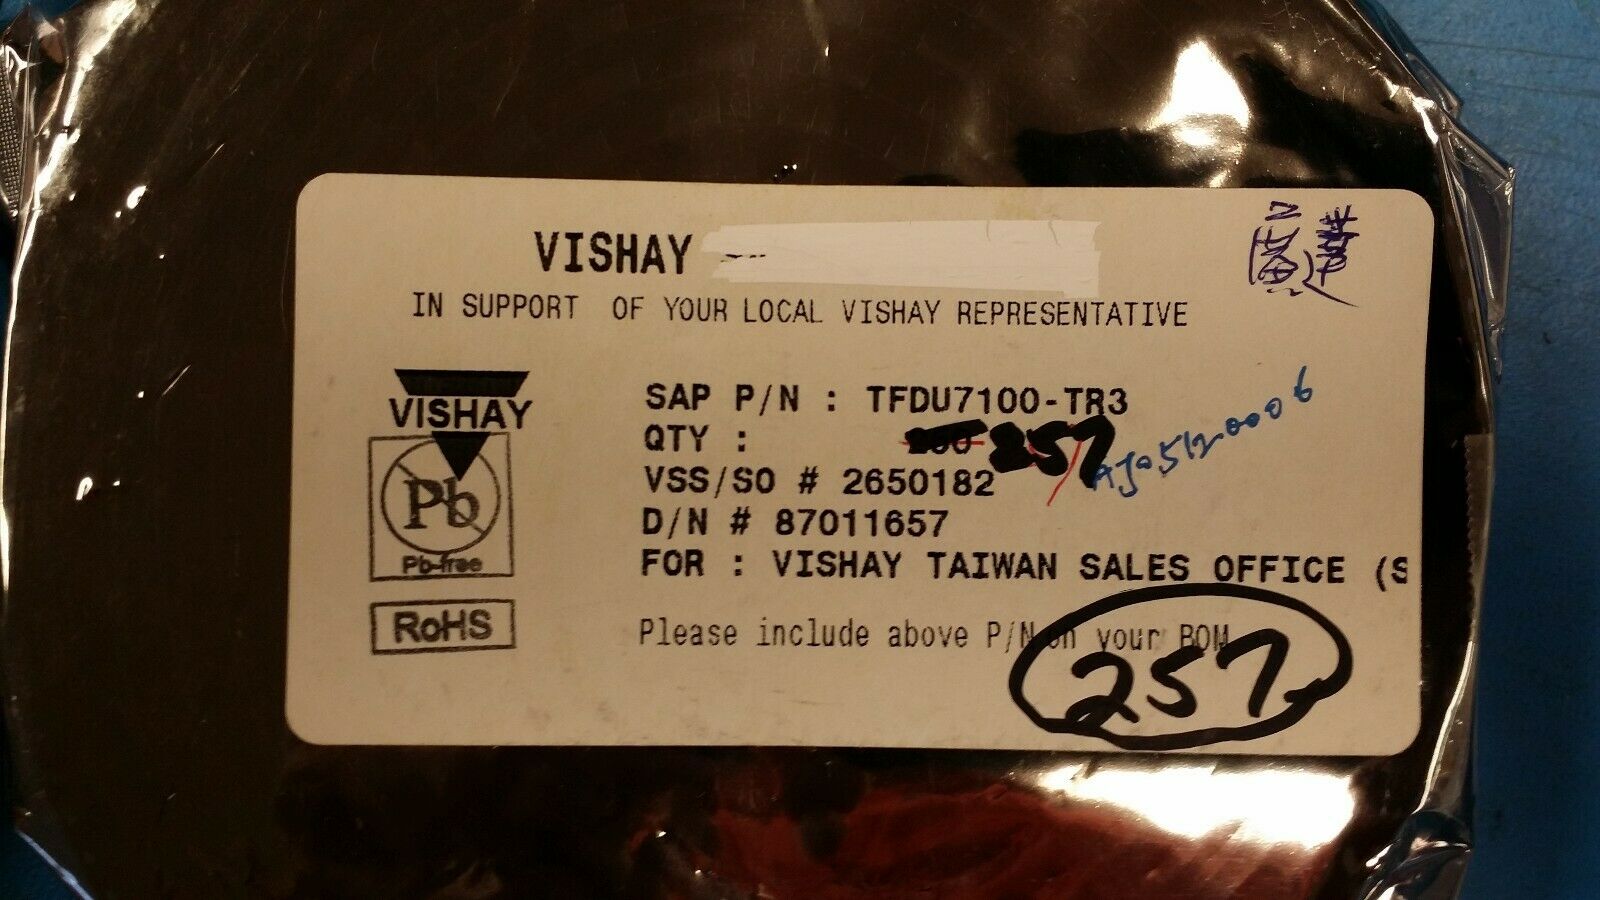 VISHAY
IN SUPPORT OF YOUR LOCAL VISHAY REPRESENTATIVE
VISHAY
Pb
Pb-free
RoHS
SAP P/N : TFDU7100-TR3
QTY : 257
VSS/SO # 2650182
D/N # 87011657
FOR : VISHAY TAIWAN SALES OFFICE (S
Please include above P/N on your BOM
257